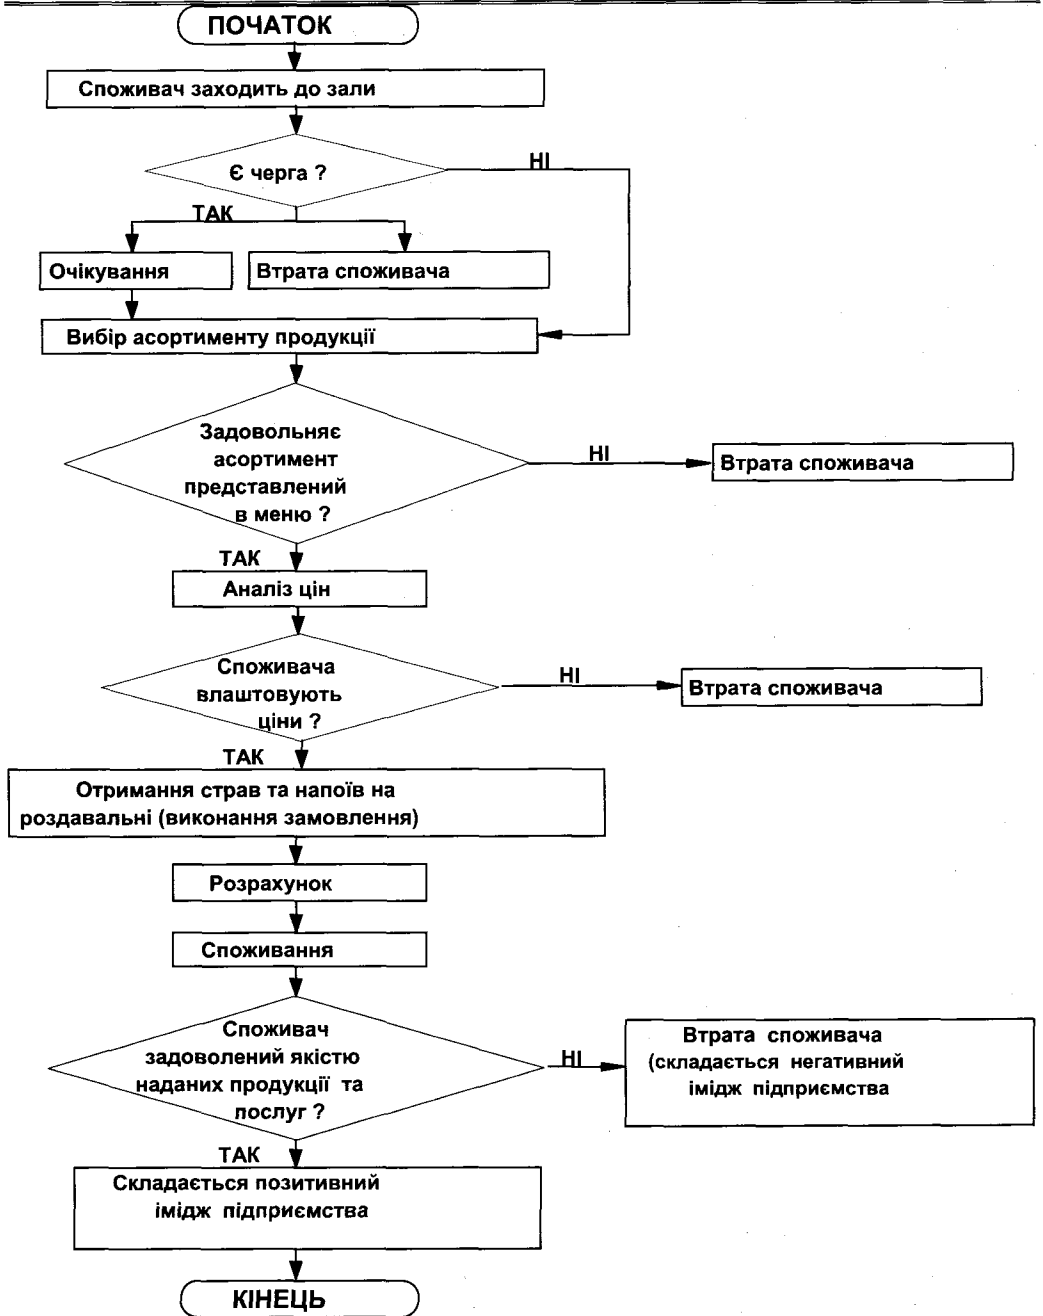 ПОЧАТОК
Споживач заходить до зали
Є черга ?
НІ
ТАК
Очікування
Втрата споживача
Вибір асортименту продукції
Задовольняє
асортимент
представлений
в меню ?
НІ
Втрата споживача
ТАК
Аналіз цін
Споживача
влаштовують
ціни ?
НІ
Втрата споживача
ТАК
Отримання страв та напоїв на
роздавальні (виконання замовлення)
Розрахунок
Споживання
Споживач
задоволений якістю
наданих продукції та
послуг ?
НІ
Втрата споживача
(складається негативний
імідж підприємства
ТАК
Складається позитивний
імідж підприємства
КІНЕЦЬ